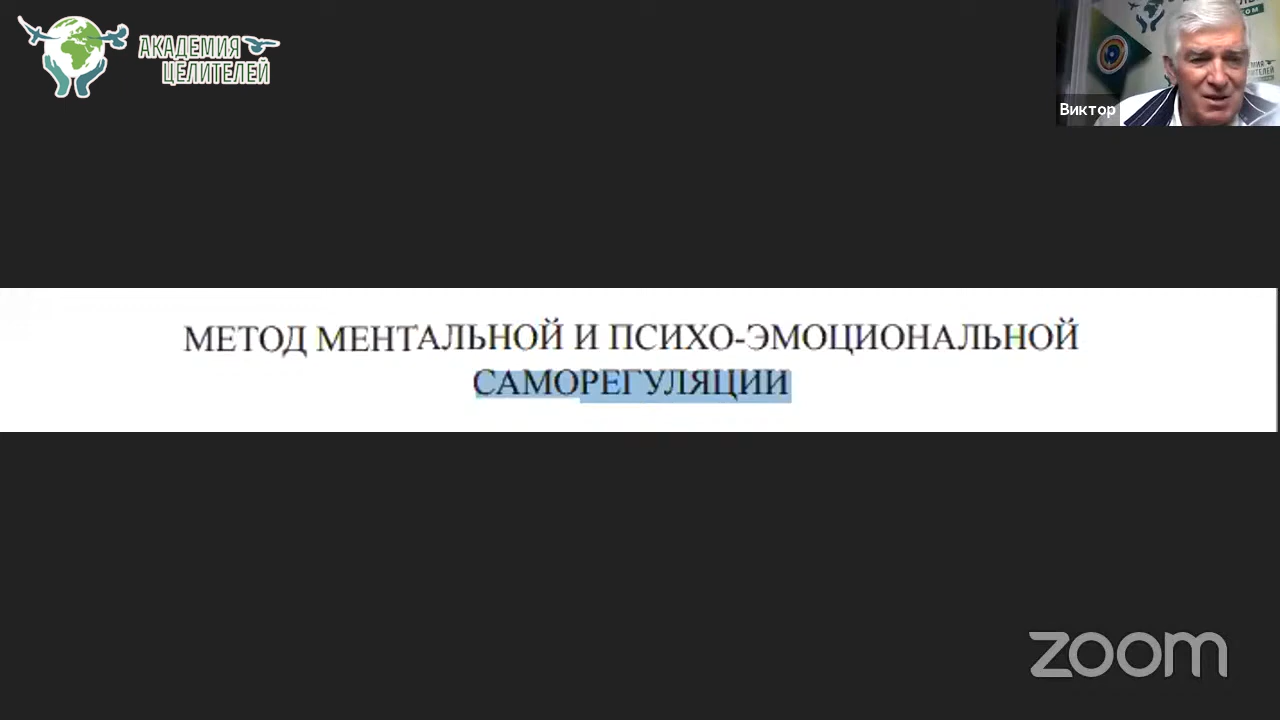 АКАДЕМИЯ
ЦЕЛИТЕЛЕЙ
Виктор
МЕТОД МЕНТАЛЬНОЙ И ПСИХО-ЭМОЦИОНАЛЬНОЙ
САМОРЕГУЛЯЦИИ
zoom